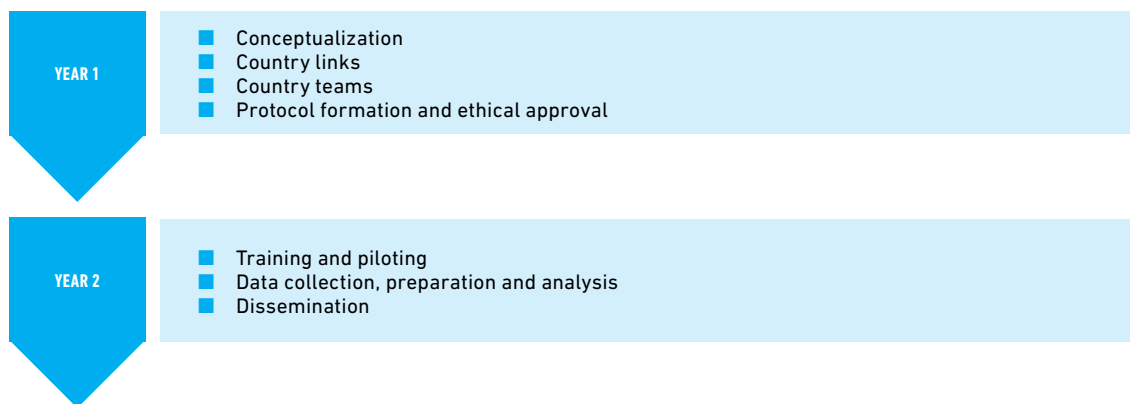 YEAR 1
Conceptualization
Country links
Country teams
Protocol formation and ethical approval
YEAR 2
Training and piloting
Data collection, preparation and analysis
Dissemination